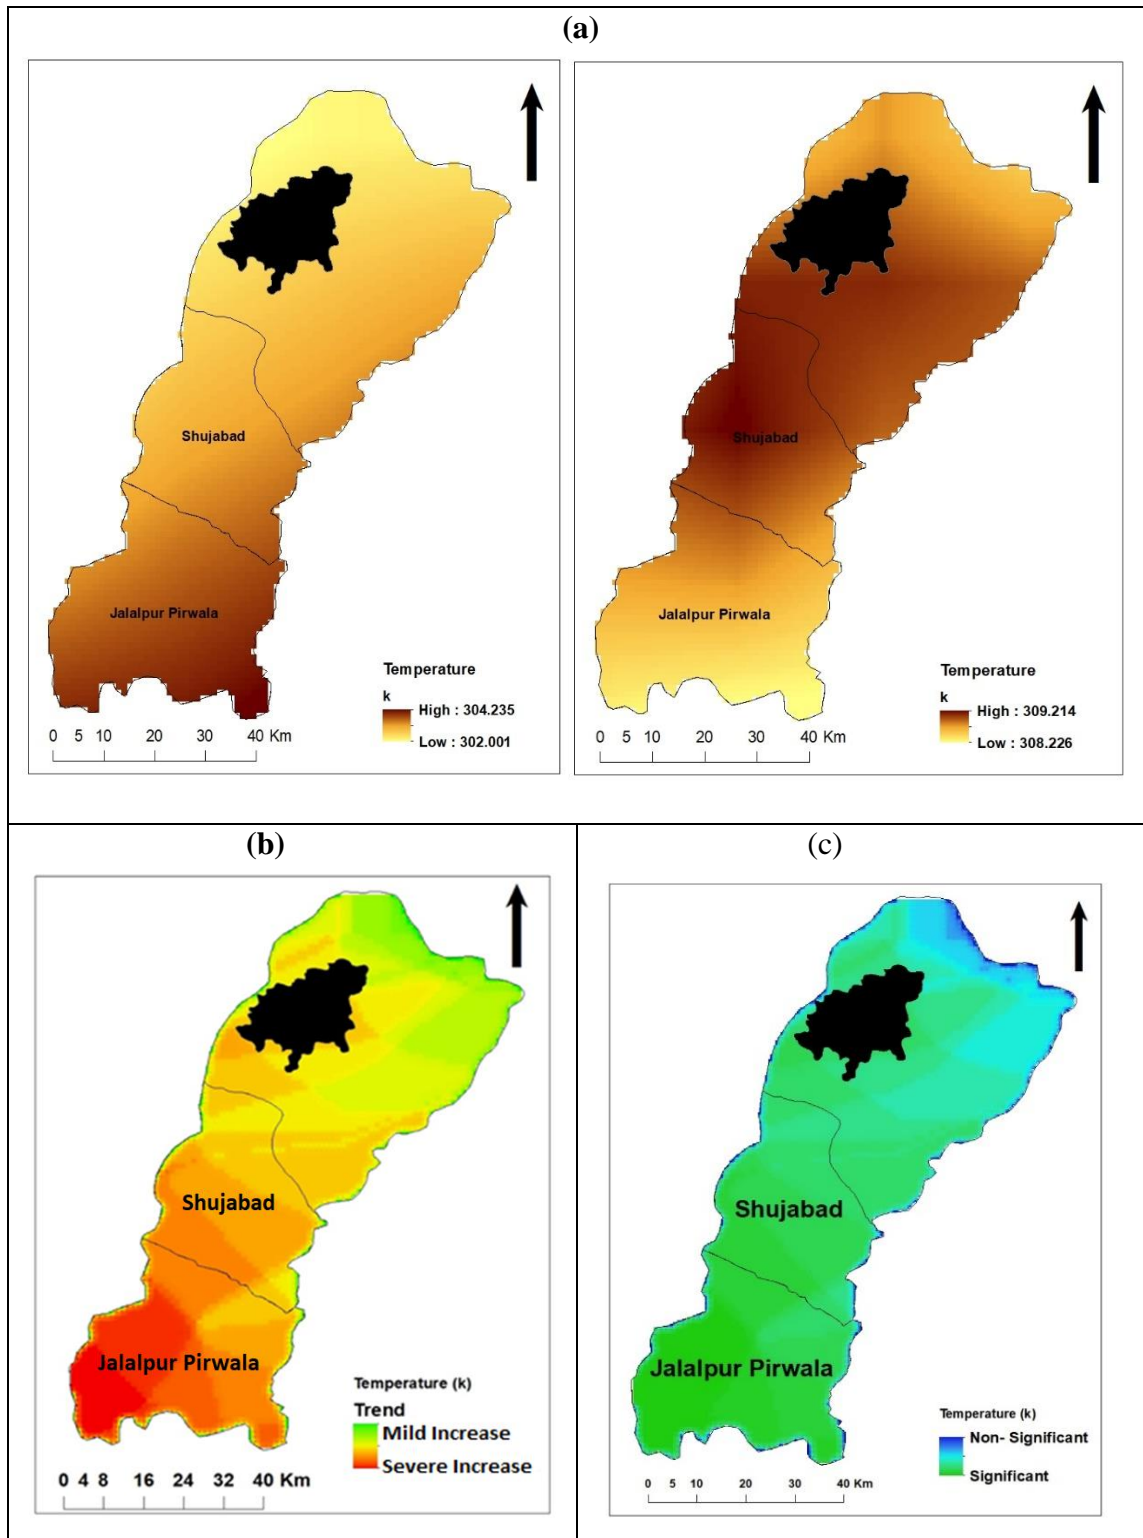 (a)
Shujabad
Jalalpur Pirwala
Temperature
k
High : 304.235
Low : 302.001
0 5 10 20 30 40 Km
Shujabad
Jalalpur Pirwala
Temperature
k
High : 309.214
Low : 308.226
0 5 10 20 30 40 Km
(b)
Shujabad
Jalalpur Pirwala
Temperature (k)
Trend
Mild Increase
Severe Increase
0 4 8 16 24 32 40 Km
(c)
Shujabad
Jalalpur Pirwala
Temperature (k)
Non- Significant
Significant
0 5 10 20 30 40 Km